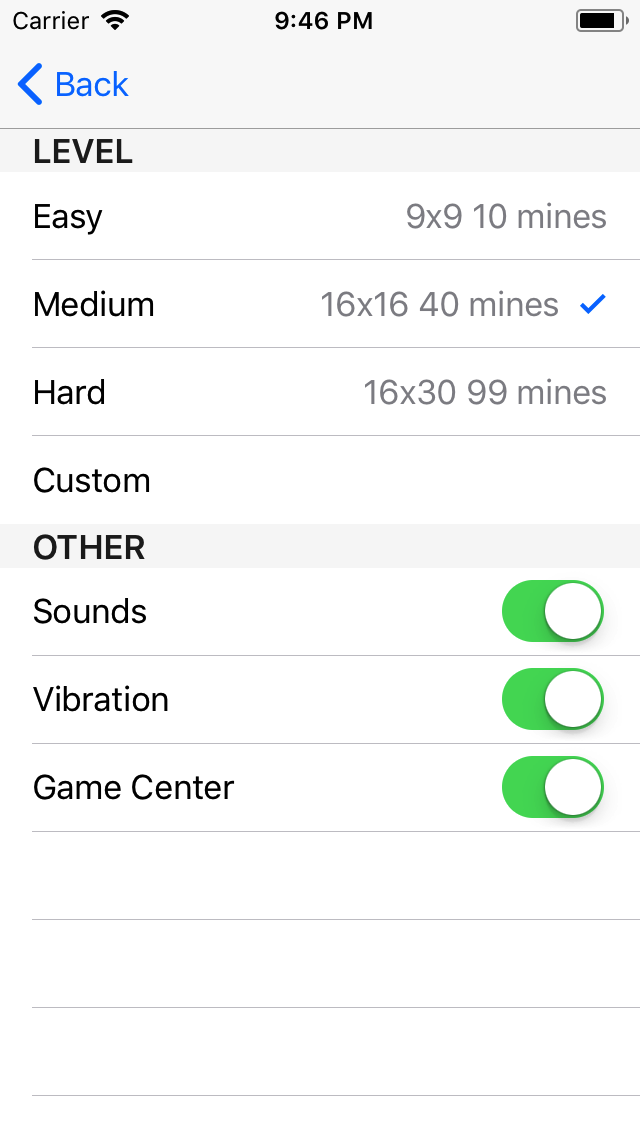 Carrier 9:46 PM
Back
LEVEL
Easy 9x9 10 mines
Medium 16x16 40 mines
Hard 16x30 99 mines
Custom
OTHER
Sounds
Vibration
Game Center